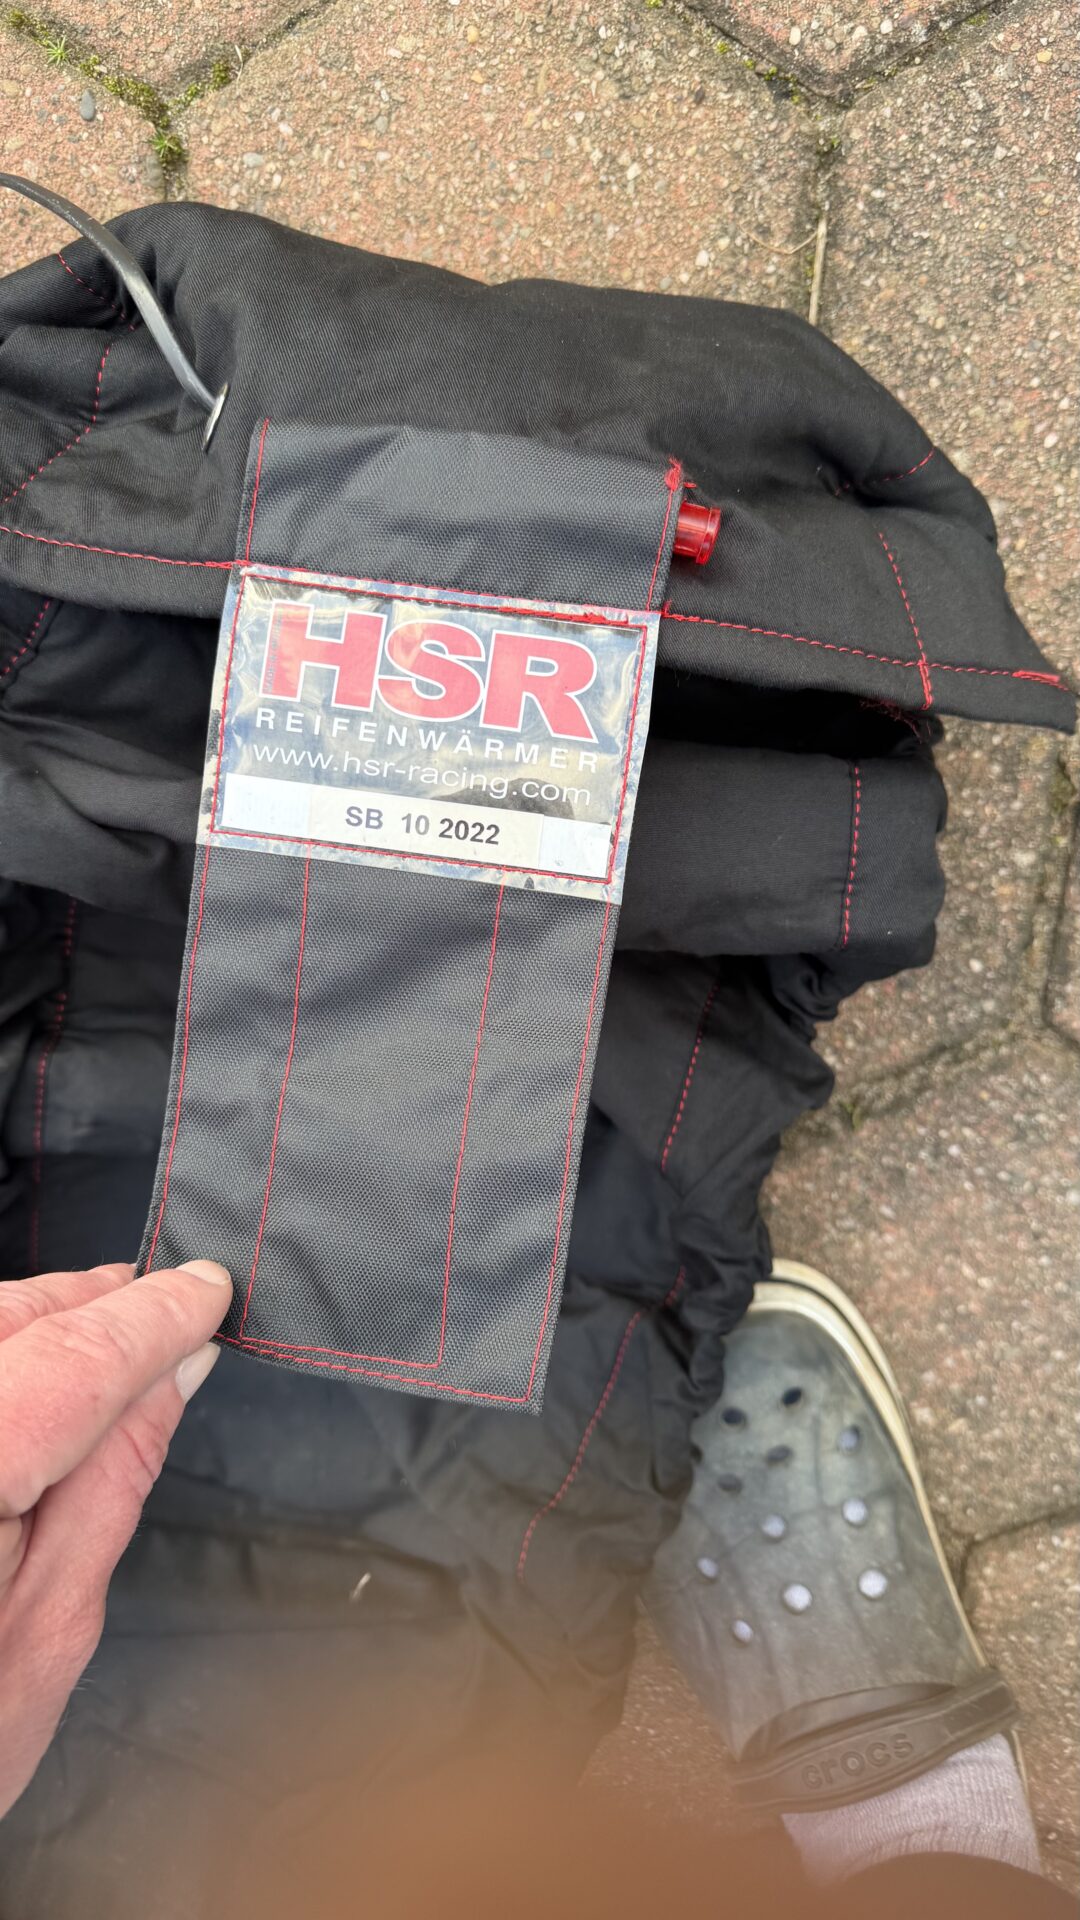 HSR
REIFENWÄRMER
www.hsr-racing.com
SB 10 2022
crocs